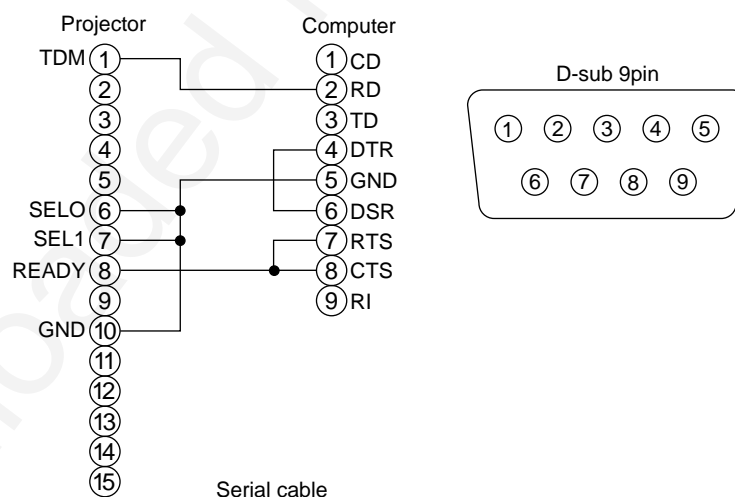 Projector
TDM 1
2
3
4
5
SELO 6
SEL1 7
READY 8
9
GND 10
11
12
13
14
15
Computer
1 CD
2 RD
3 TD
4 DTR
5 GND
6 DSR
7 RTS
8 CTS
9 RI
D-sub 9pin
1 2 3 4 5
6 7 8 9
Serial cable